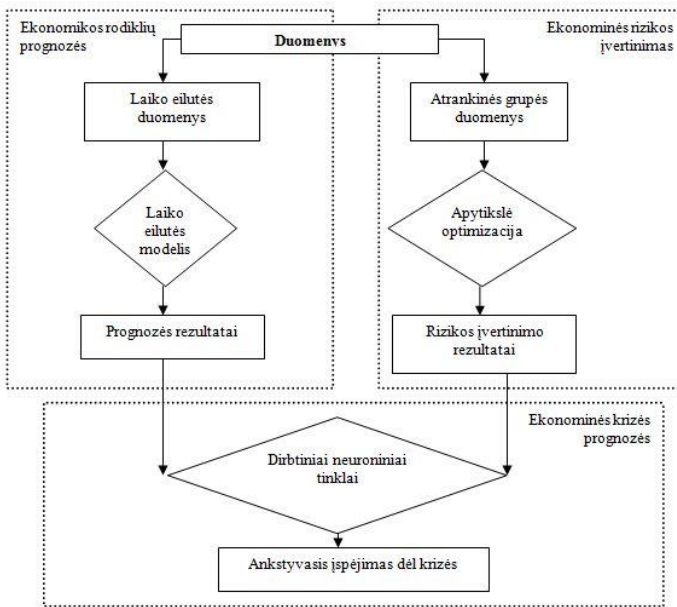 Ekonomikos rodiklių
prognozės
Duomenys
Ekonominės rizikos
įvertinimas
Laiko eilutės
duomenys
Atrankinės grupės
duomenys
Laiko
eilutės
modelis
Apytikslė
optimizacija
Prognozės rezultatai
Rizikos įvertinimo
rezultatai
Ekonominės krizės
prognozės
Dirbtiniai neuroniniai
tinklai
Ankstyvasis įspėjimas dėl krizės